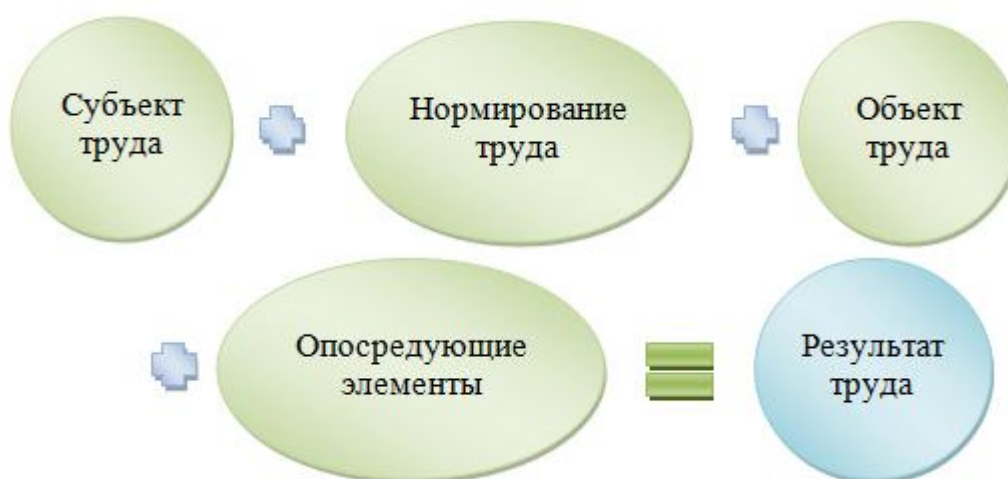 Субъект
труда
Нормирование
труда
Объект
труда
Опосредующие
элементы
Результат
труда